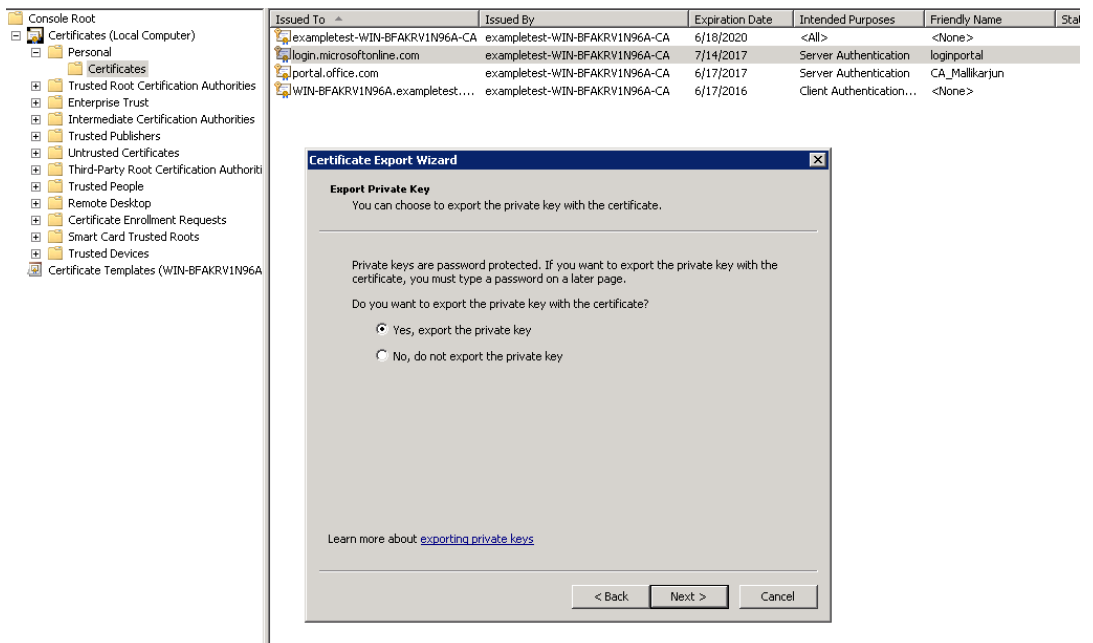 Console Root
Certificates (Local Computer)
Personal
Certificates
Trusted Root Certification Authorities
Enterprise Trust
Intermediate Certification Authorities
Trusted Publishers
Untrusted Certificates
Third-Party Root Certification Authoriti
Trusted People
Remote Desktop
Certificate Enrollment Requests
Smart Card Trusted Roots
Trusted Devices
Certificate Templates (WIN-BFAKRV1N96A
Issued To Issued By Expiration Date Intended Purposes Friendly Name Stat
exampletest-WIN-BFAKRV1N96A-CA exampletest-WIN-BFAKRV1N96A-CA 6/18/2020 <All> <None>
login.microsoftonline.com exampletest-WIN-BFAKRV1N96A-CA 7/14/2017 Server Authentication loginportal
portal.office.com exampletest-WIN-BFAKRV1N96A-CA 6/17/2017 Server Authentication CA_Mallikarjun
WIN-BFAKRV1N96A.exampletest.... exampletest-WIN-BFAKRV1N96A-CA 6/17/2016 Client Authentication... <None>
Certificate Export Wizard
Export Private Key
You can choose to export the private key with the certificate.
Private keys are password protected. If you want to export the private key with the
certificate, you must type a password on a later page.
Do you want to export the private key with the certificate?
Yes, export the private key
No, do not export the private key
Learn more about exporting private keys
< Back Next > Cancel